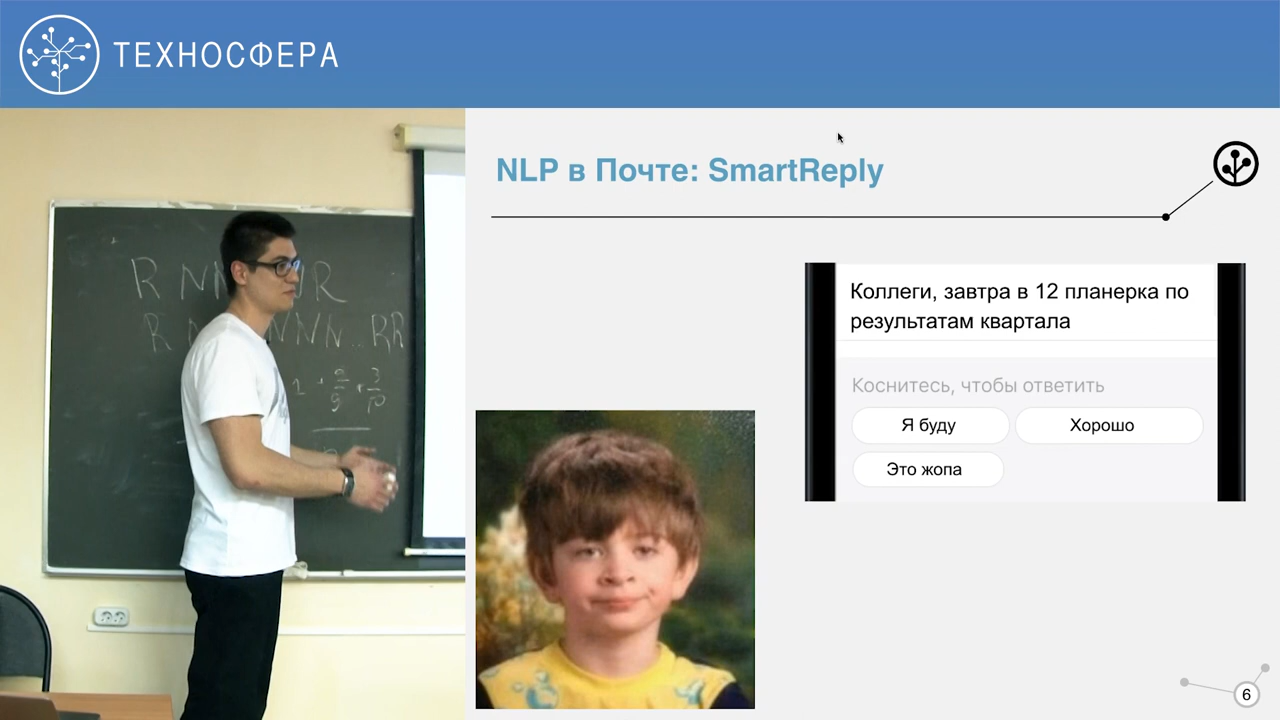 ТЕХНОСФЕРА
NLP в Почте: SmartReply
Коллеги, завтра в 12 планерка по
результатам квартала
Коснитесь, чтобы ответить
Я буду
Хорошо
Это жопа
6